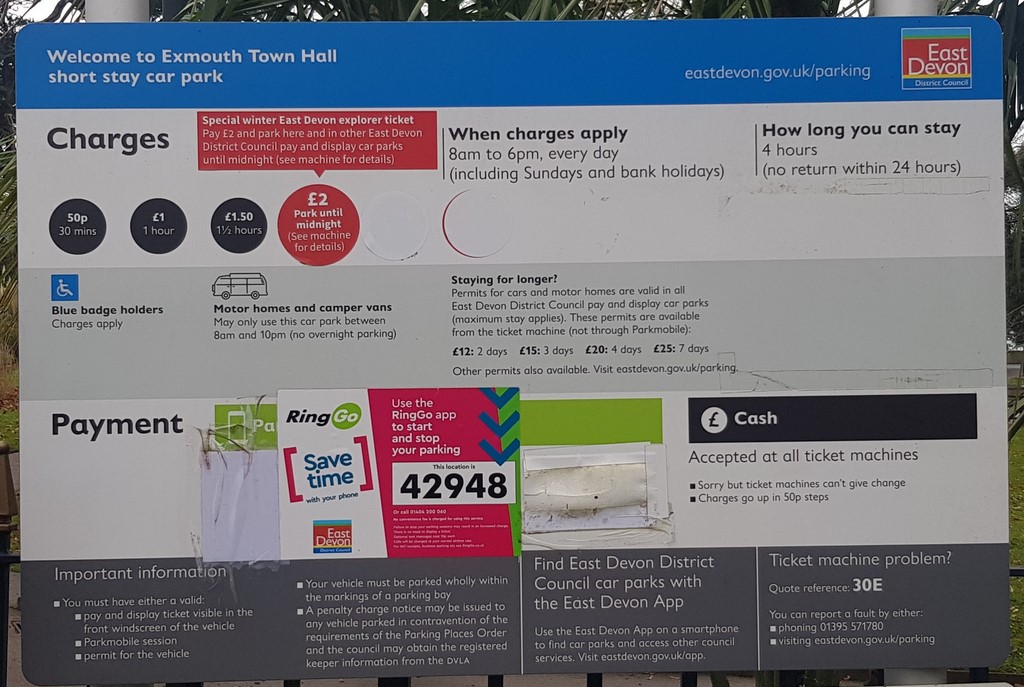 Welcome to Exmouth Town Hall
short stay car park
eastdevon.gov.uk/parking
East
Devon
District Council
Charges
Special winter East Devon explorer ticket
Pay £2 and park here and in other East Devon
District Council pay and display car parks
until midnight (see machine for details)
When charges apply
8am to 6pm, every day
(including Sundays and bank holidays)
How long you can stay
4 hours
(no return within 24 hours)
50p
30 mins
£1
1 hour
£1.50
1½ hours
£2
Park until
midnight
(See machine
for details)
Blue badge holders
Charges apply
Motor homes and camper vans
May only use this car park between
8am and 10pm (no overnight parking)
Staying for longer?
Permits for cars and motor homes are valid in all
East Devon District Council pay and display car parks
(maximum stay applies). These permits are available
from the ticket machine (not through Parkmobile):
£12: 2 days £15: 3 days £20: 4 days £25: 7 days
Other permits also available. Visit eastdevon.gov.uk/parking.
Payment
Pa
RingGo
Save
time
with your phone
East
Devon
District Council
Use the
RingGo app
to start
and stop
your parking
This location is
42948
Or call 01404 200 060
No convenience fee is charged for using this service
£ Cash
Accepted at all ticket machines
Sorry but ticket machines can't give change
Charges go up in 50p steps
Important information
You must have either a valid:
pay and display ticket visible in the
front windscreen of the vehicle
Parkmobile session
permit for the vehicle
Your vehicle must be parked wholly within
the markings of a parking bay
A penalty charge notice may be issued to
any vehicle parked in contravention of the
requirements of the Parking Places Order
and the council may obtain the registered
keeper information from the DVLA
Find East Devon District
Council car parks with
the East Devon App
Use the East Devon App on a smartphone
to find car parks and access other council
services. Visit eastdevon.gov.uk/app.
Ticket machine problem?
Quote reference: 30E
You can report a fault by either:
phoning 01395 571780
visiting eastdevon.gov.uk/parking